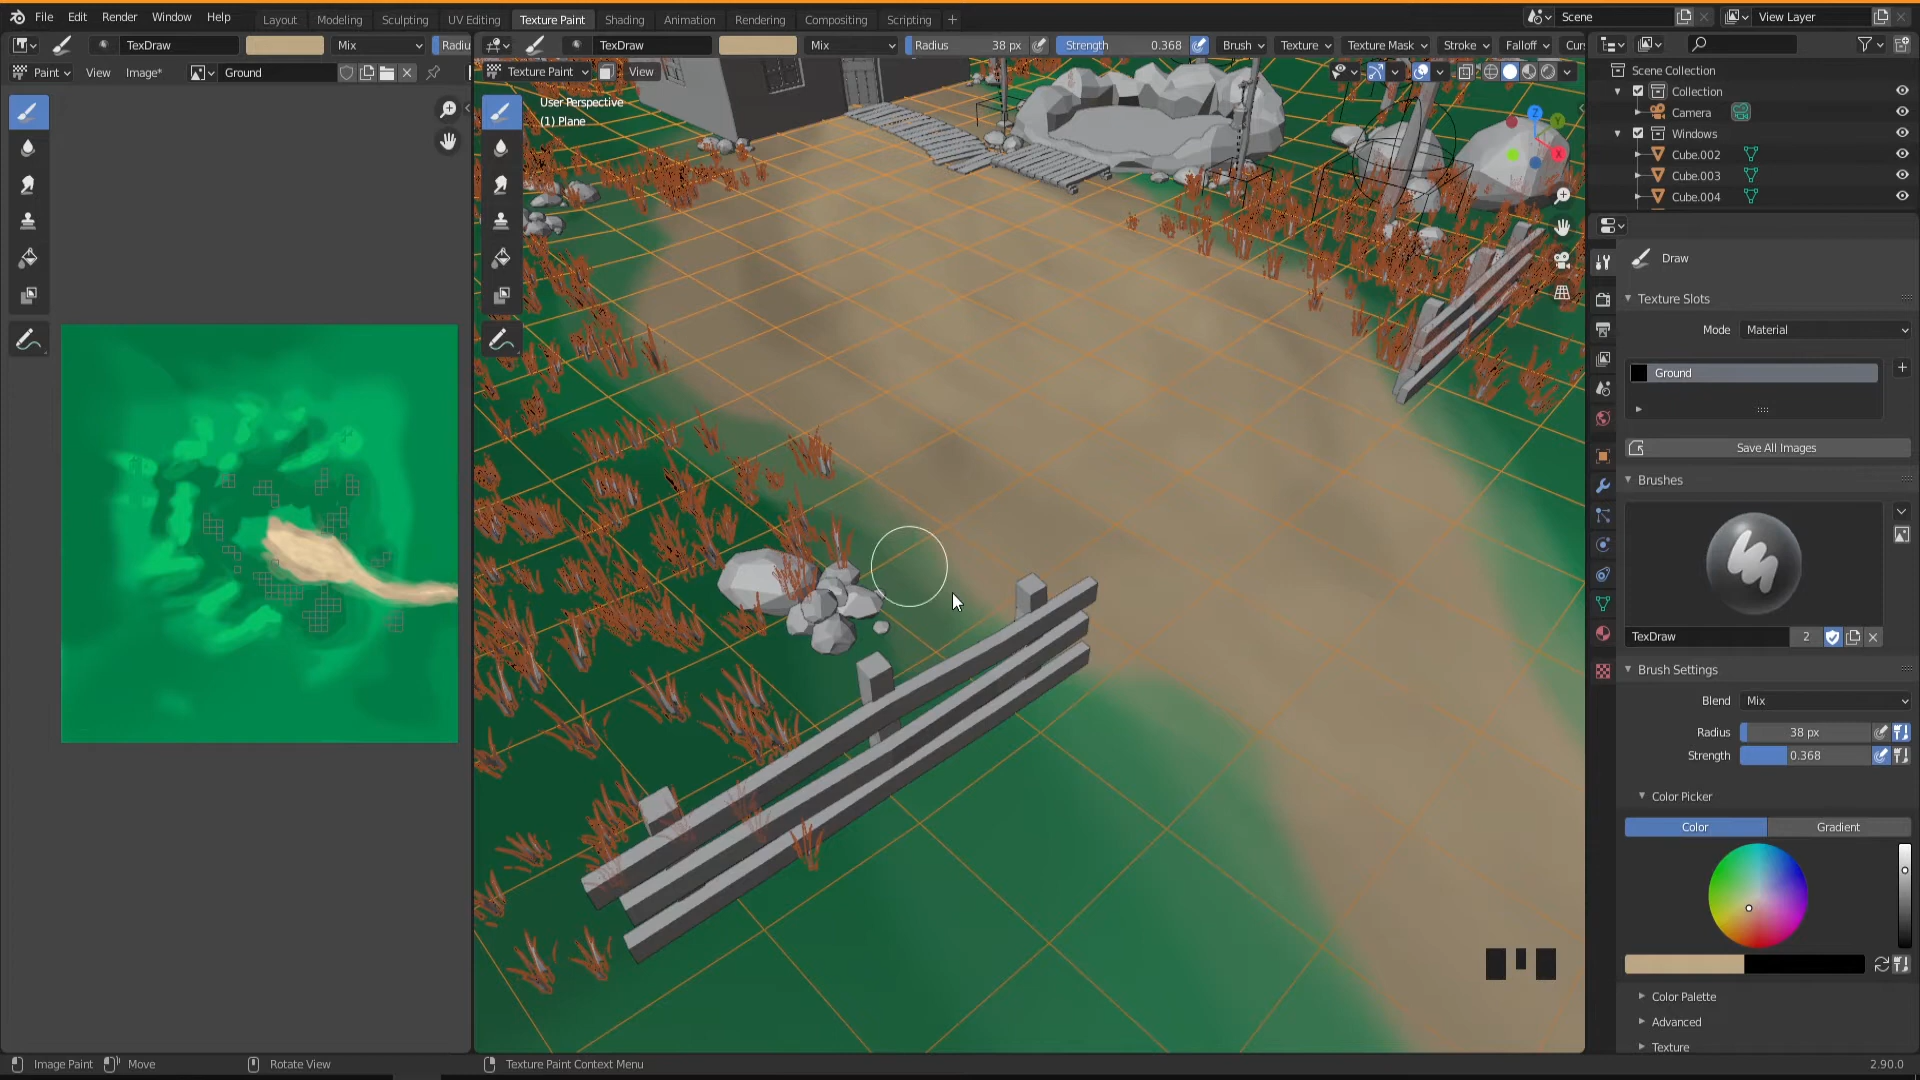 File Edit Render Window Help
Layout Modeling Sculpting UV Editing Texture Paint Shading Animation Rendering Compositing Scripting +
Scene
View Layer
TexDraw Mix Radiu
TexDraw Mix Radius 38 px Strength 0.368 Brush Texture Texture Mask Stroke Falloff Cur
Paint View Image* Ground
Texture Paint View
User Perspective
(1) Plane
Z
Y
X
Scene Collection
Collection
Camera
Windows
Cube.002
Cube.003
Cube.004
Draw
Texture Slots
Mode Material
Ground
Save All Images
Brushes
TexDraw 2
Brush Settings
Blend Mix
Radius 38 px
Strength 0.368
Color Picker
Color Gradient
Color Palette
Advanced
Texture
Image Paint Move Rotate View Texture Paint Context Menu 2.90.0